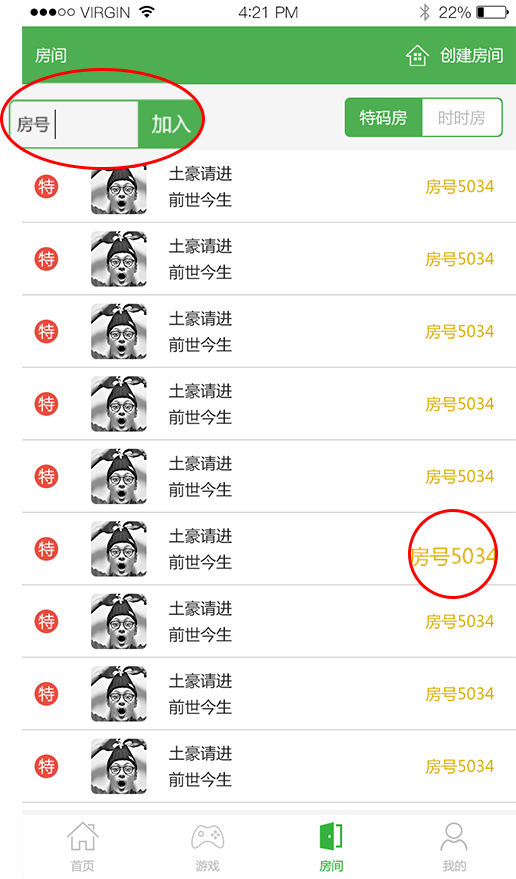 VIRGIN 4:21 PM 22%
房间 创建房间
房号 加入 特码房 时时房
特 土豪请进 房号5034
前世今生
特 土豪请进 房号5034
前世今生
特 土豪请进 房号5034
前世今生
特 土豪请进 房号5034
前世今生
特 土豪请进 房号5034
前世今生
特 土豪请进 房号5034
前世今生
特 土豪请进 房号5034
前世今生
特 土豪请进 房号5034
前世今生
特 土豪请进 房号5034
前世今生
首页 游戏 房间 我的